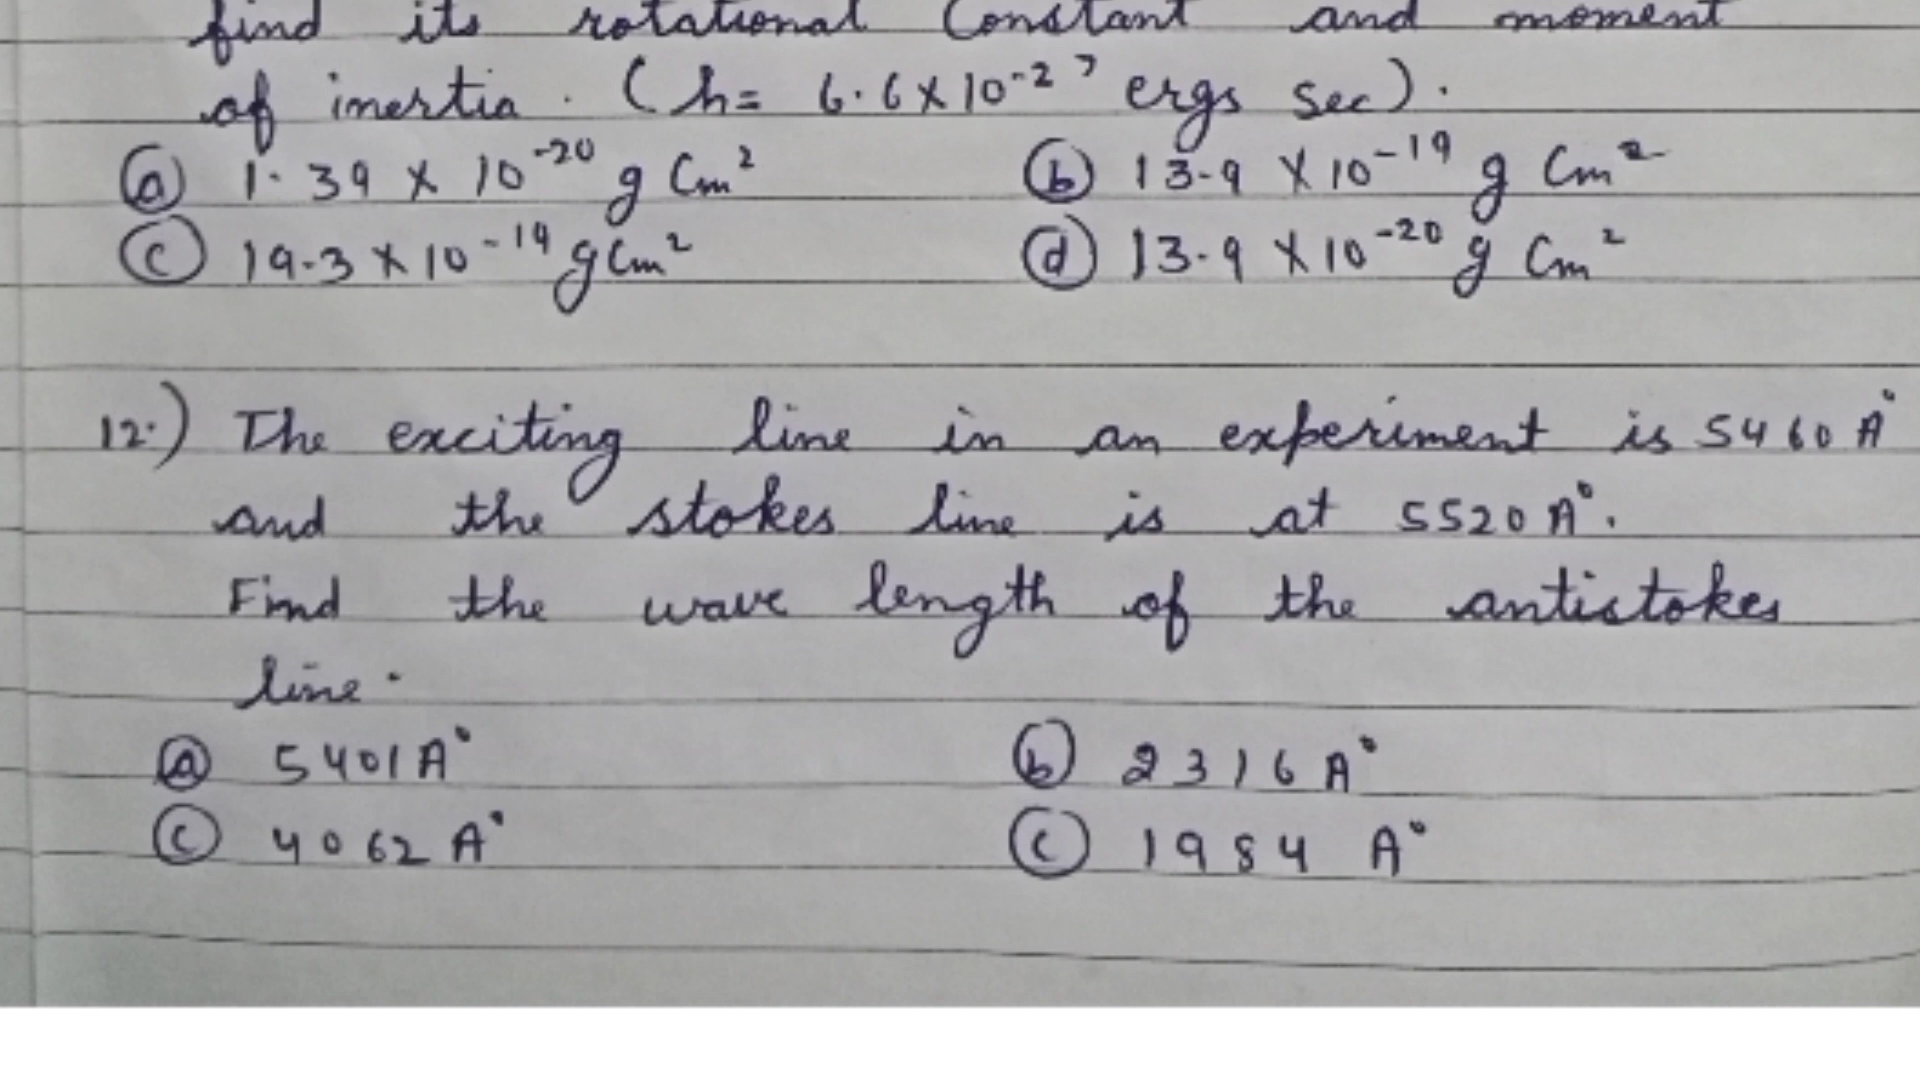 find its rotational Constant and moment
of inertia. (h= 6.6x10-27 ergs sec).
(a) 1.39 x 10-20 g Cm2 (b) 13.9 x 10-19 g Cm2
(c) 19.3 x 10-19 g Cm2 (d) 13.9 x 10-20 g Cm2
12.) The exciting line in an experiment is 5460 A°
and the stokes line is at 5520 A°.
Find the wave length of the antistokes
line.
(a) 5401 A° (b) 2316 A°
(c) 4062 A° (c) 1984 A°